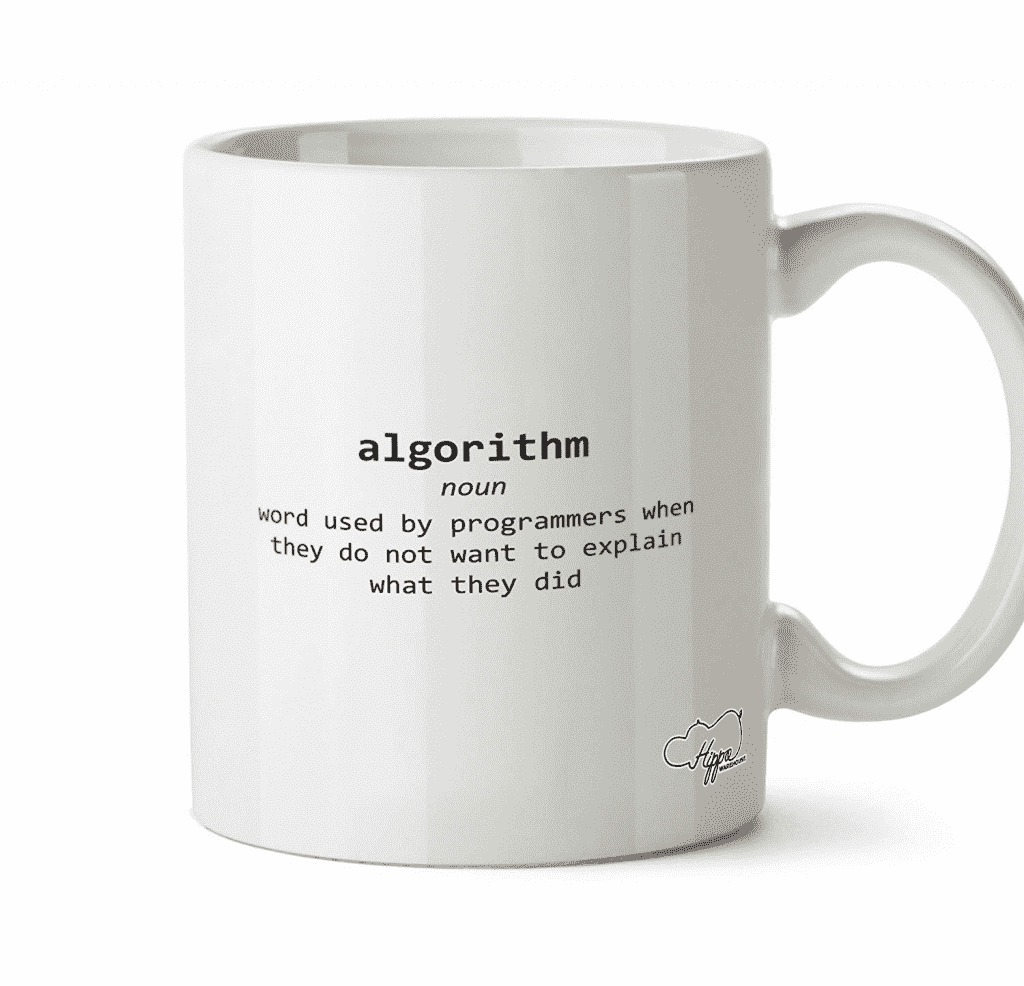 algorithm
noun
word used by programmers when
they do not want to explain
what they did
Hippo
WAREHOUSE